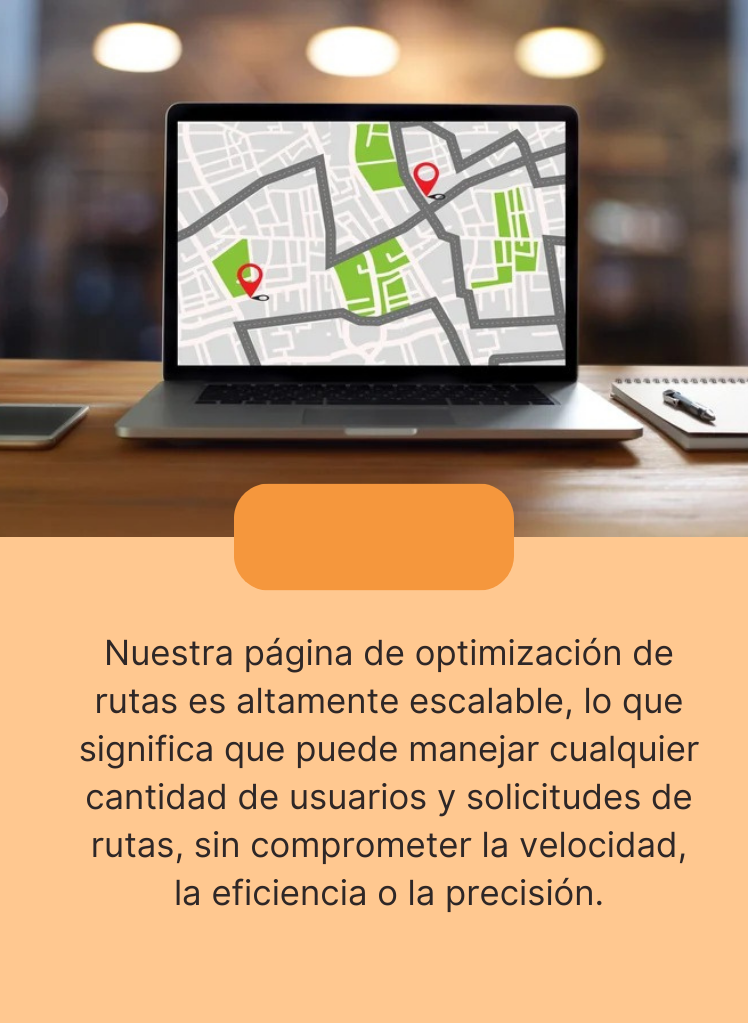 Nuestra página de optimización de
rutas es altamente escalable, lo que
significa que puede manejar cualquier
cantidad de usuarios y solicitudes de
rutas, sin comprometer la velocidad,
la eficiencia o la precisión.